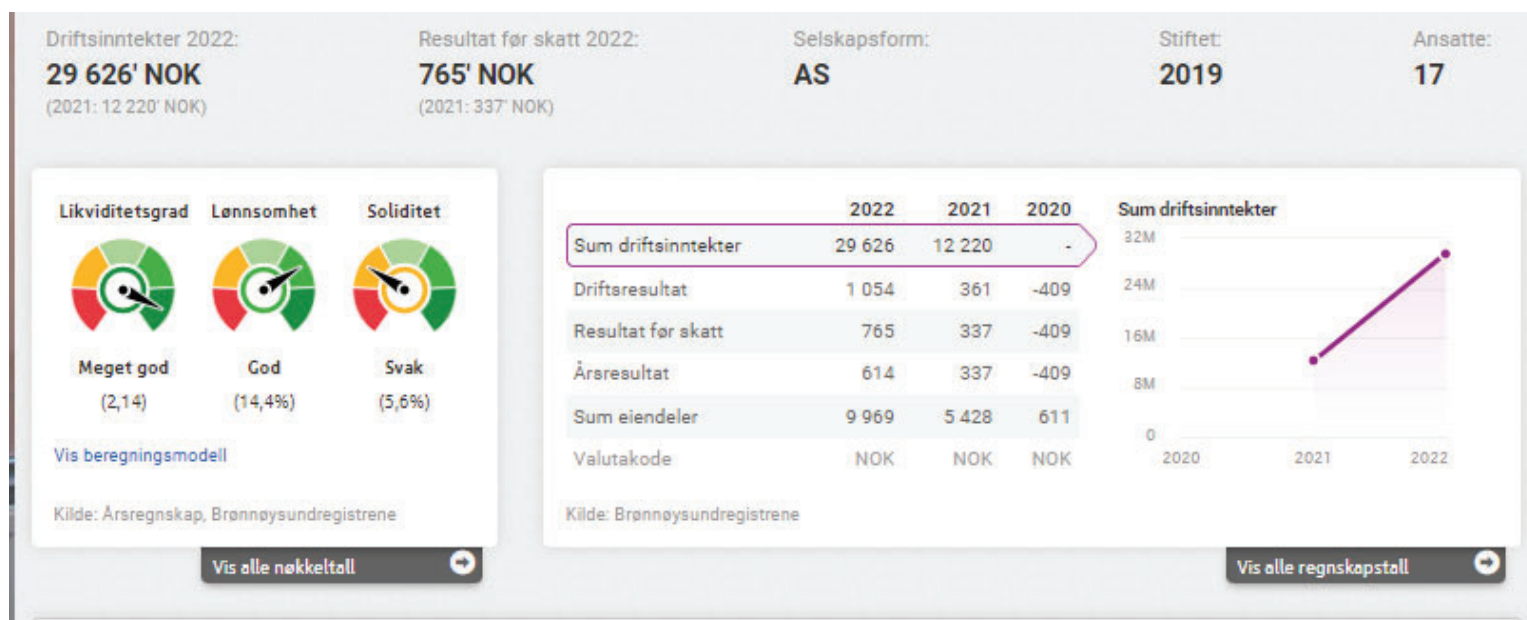 Driftsinntekter 2022: Resultat før skatt 2022: Selskapsform: Stiftet: Ansatte:
29 626' NOK 765' NOK AS 2019 17
(2021: 12 220' NOK) (2021: 337' NOK)
Likviditetsgrad Lønnsomhet Soliditet
Meget god God Svak
(2,14) (14,4%) (5,6%)
Vis beregningsmodell
Kilde: Årsregnskap, Brønnøysundregistrene
Vis alle nøkkeltall
2022 2021 2020
Sum driftsinntekter 29 626 12 220 -
Driftsresultat 1 054 361 -409
Resultat før skatt 765 337 -409
Årsresultat 614 337 -409
Sum eiendeler 9 969 5 428 611
Valutakode NOK NOK NOK
Kilde: Brønnøysundregistrene
Sum driftsinntekter
32M
24M
16M
8M
0
2020 2021 2022
Vis alle regnskapstall